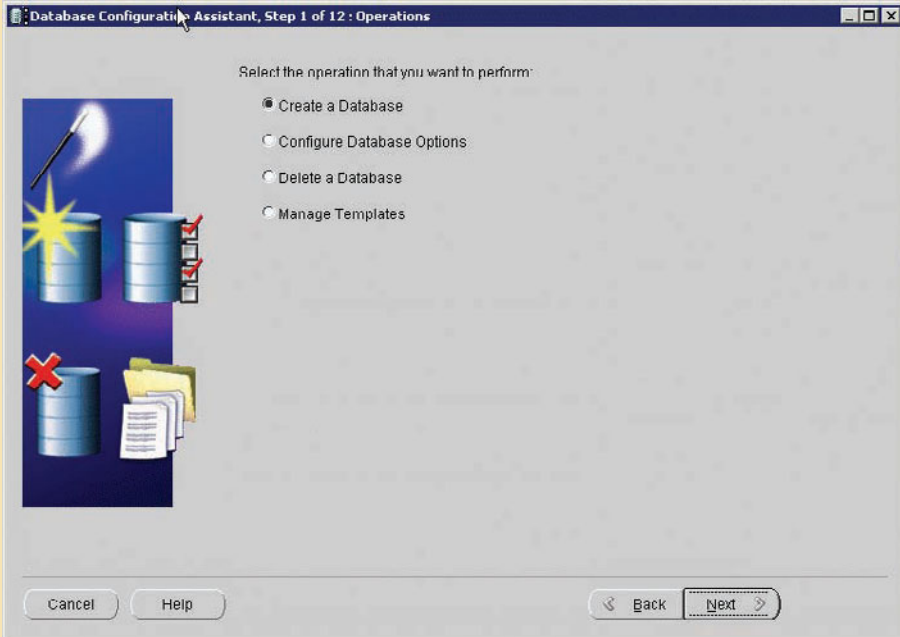 Database Configuration Assistant, Step 1 of 12 : Operations
Select the operation that you want to perform:
Create a Database
Configure Database Options
Delete a Database
Manage Templates
Cancel
Help
Back
Next